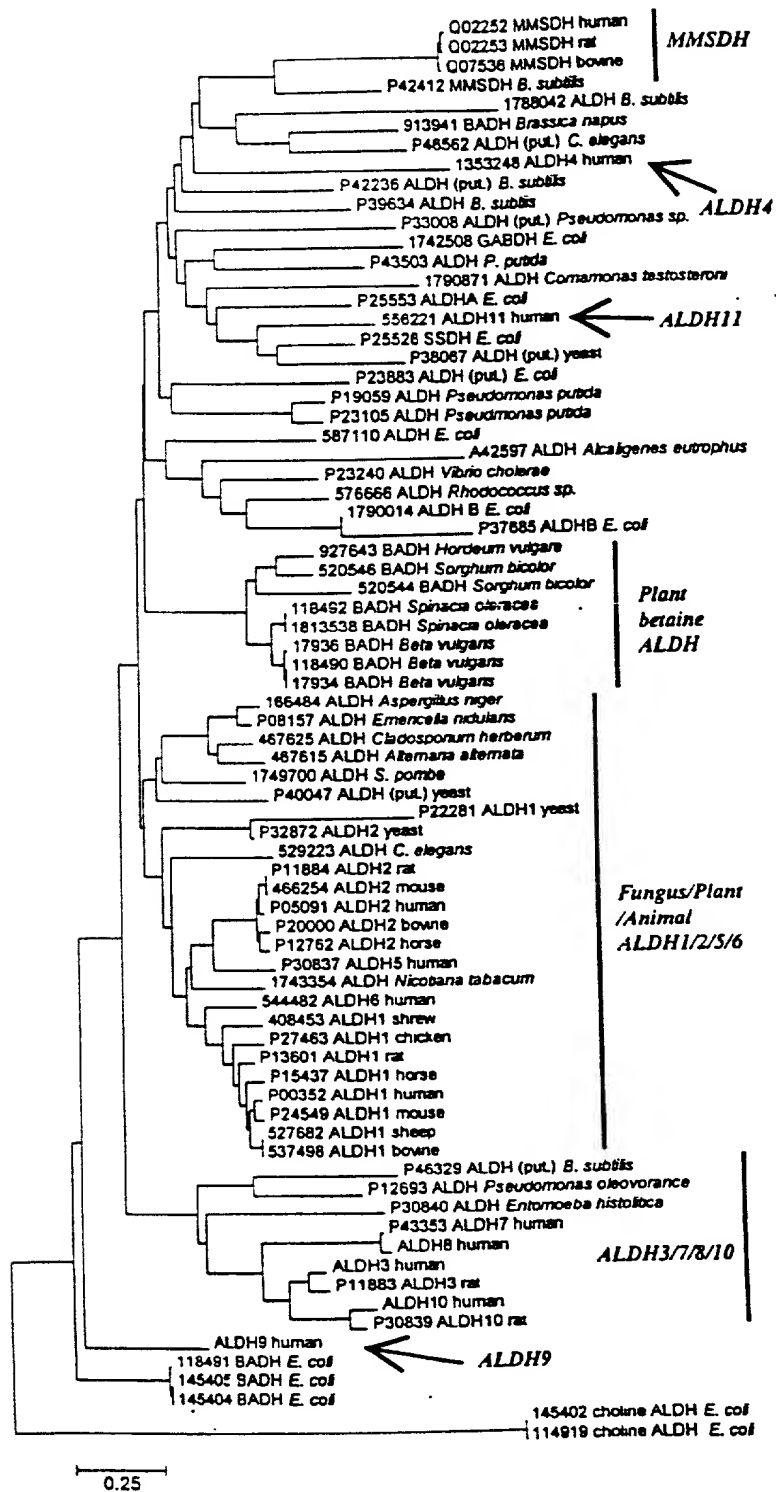 Q02252 MMSDH human
Q02253 MMSDH rat
Q07536 MMSDH bovine
MMSDH
P42412 MMSDH B. subtilis
1788042 ALDH B. subtilis
913941 BADH Brassica napus
P46562 ALDH (put.) C. elegans
1353248 ALDH4 human
P42236 ALDH (put.) B. subtilis
ALDH4
P39634 ALDH B. subtilis
P33008 ALDH (put.) Pseudomonas sp.
1742508 GABDH E. coli
P43503 ALDH P. putida
1790871 ALDH Comamonas testosteroni
P25553 ALDHA E. coli
556221 ALDH11 human
ALDH11
P25526 SSDH E. coli
P38067 ALDH (put.) yeast
P23883 ALDH (put.) E. coli
P19059 ALDH Pseudomonas putida
P23105 ALDH Pseudmonas putida
587110 ALDH E. coli
A42597 ALDH Alcaligenes eutrophus
P23240 ALDH Vibrio cholerae
576666 ALDH Rhodococcus sp.
1790014 ALDH B E. coli
P37685 ALDHB E. coli
927643 BADH Hordeum vulgare
520546 BADH Sorghum bicolor
520544 BADH Sorghum bicolor
118492 BADH Spinacia oleracea
1813538 BADH Spinacia oleracea
17936 BADH Beta vulgaris
118490 BADH Beta vulgaris
17934 BADH Beta vulgaris
Plant
betaine
ALDH
166484 ALDH Aspergillus niger
P08157 ALDH Emericella nidulans
467625 ALDH Cladosporium herberum
467615 ALDH Alternaria alternata
1749700 ALDH S. pombe
P40047 ALDH (put.) yeast
P22281 ALDH1 yeast
P32872 ALDH2 yeast
529223 ALDH C. elegans
P11884 ALDH2 rat
466254 ALDH2 mouse
P05091 ALDH2 human
P20000 ALDH2 bovine
P12762 ALDH2 horse
Fungus/Plant
/Animal
ALDH1/2/5/6
P30837 ALDH5 human
1743354 ALDH Nicotiana tabacum
544482 ALDH6 human
408453 ALDH1 shrew
P27463 ALDH1 chicken
P13601 ALDH1 rat
P15437 ALDH1 horse
P00352 ALDH1 human
P24549 ALDH1 mouse
527682 ALDH1 sheep
537498 ALDH1 bovine
P46329 ALDH (put.) B. subtilis
P12693 ALDH Pseudomonas oleovorance
P30840 ALDH Entomoeba histolitica
P43353 ALDH7 human
ALDH8 human
ALDH3 human
P11883 ALDH3 rat
ALDH10 human
P30839 ALDH10 rat
ALDH3/7/8/10
ALDH9 human
ALDH9
118491 BADH E. coli
145405 BADH E. coli
145404 BADH E. coli
145402 choline ALDH E. coli
114919 choline ALDH E. coli
0.25